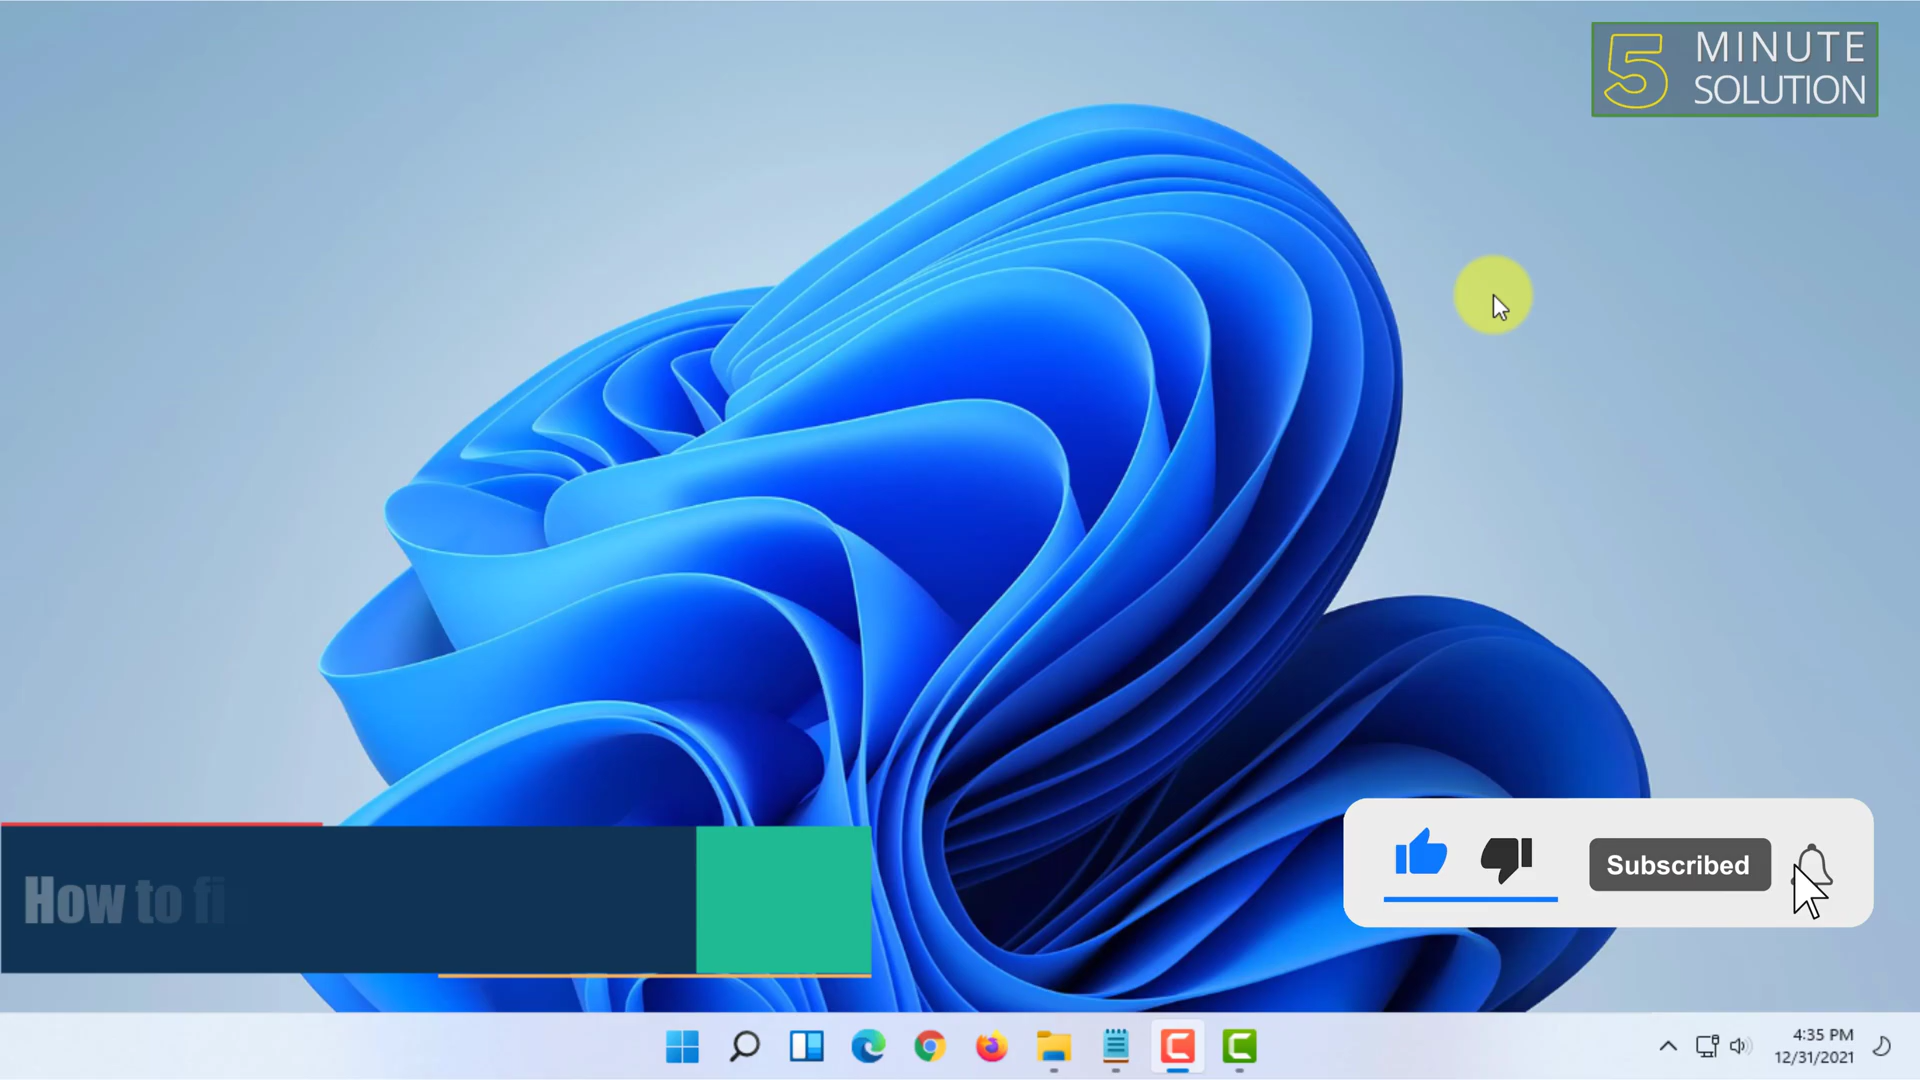 5 MINUTE
SOLUTION
How to fi
Subscribed
4:35 PM
12/31/2021